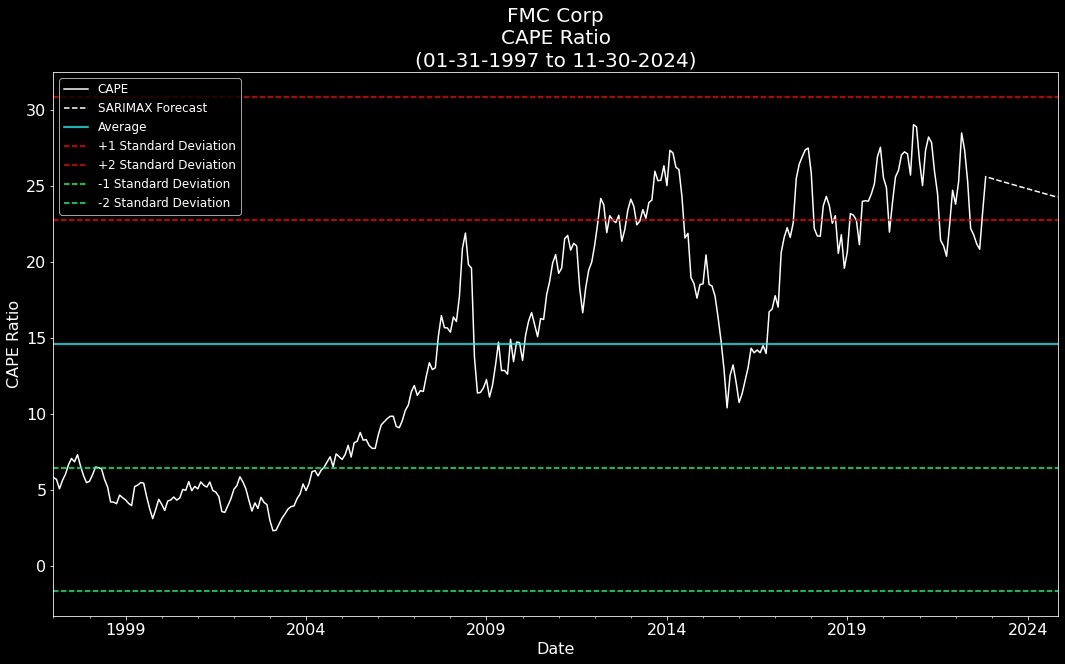 FMC Corp
CAPE Ratio
(01-31-1997 to 11-30-2024)
CAPE
SARIMAX Forecast
Average
+1 Standard Deviation
+2 Standard Deviation
-1 Standard Deviation
-2 Standard Deviation
30
25
20
15
10
5
0
CAPE Ratio
1999 2004 2009 2014 2019 2024
Date